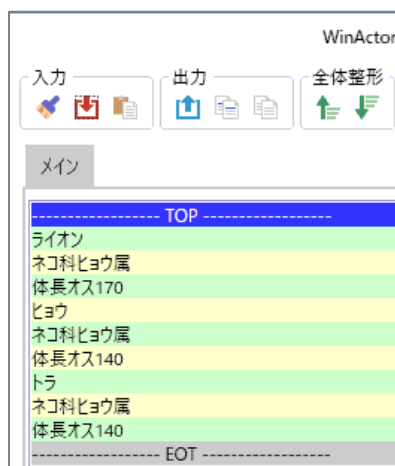 WinActor
入力
出力
全体整形
メイン
------------------ TOP ------------------
ライオン
ネコ科ヒョウ属
体長オス170
ヒョウ
ネコ科ヒョウ属
体長オス140
トラ
ネコ科ヒョウ属
体長オス140
------------------ EOT ------------------